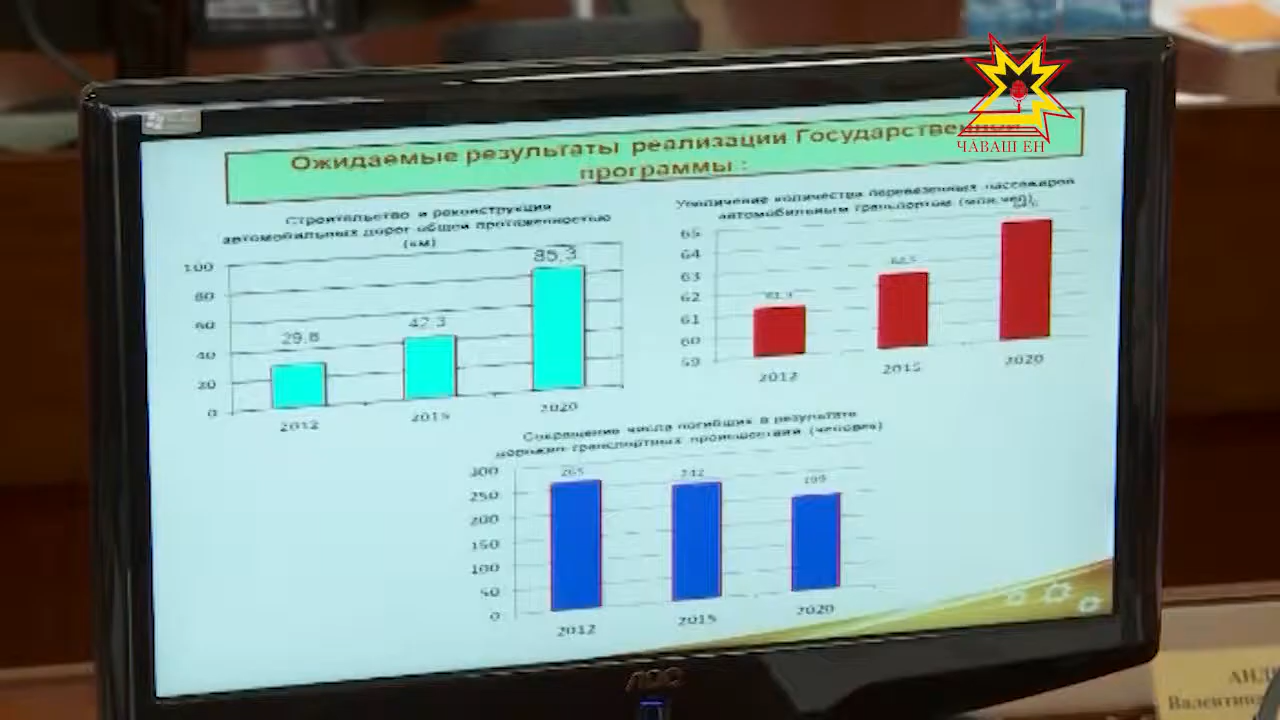 ЧӐВАШ ЕН
Ожидаемые результаты реализации Государственной
программы :
Строительство и реконструкция
автомобильных дорог общей протяженностью
(км)
100
80
60
40
20
0
29,8
42,3
85,3
2012
2015
2020
Увеличение количества перевезенных пассажиров
автомобильным транспортом (млн.чел).
65
64
63
62
61
60
59
2012
2015
2020
Сокращение числа погибших в результате
дорожно-транспортных происшествий (человек)
300
250
200
150
100
50
0
265
242
2012
2015
2020
AOC
АНД
Валентина